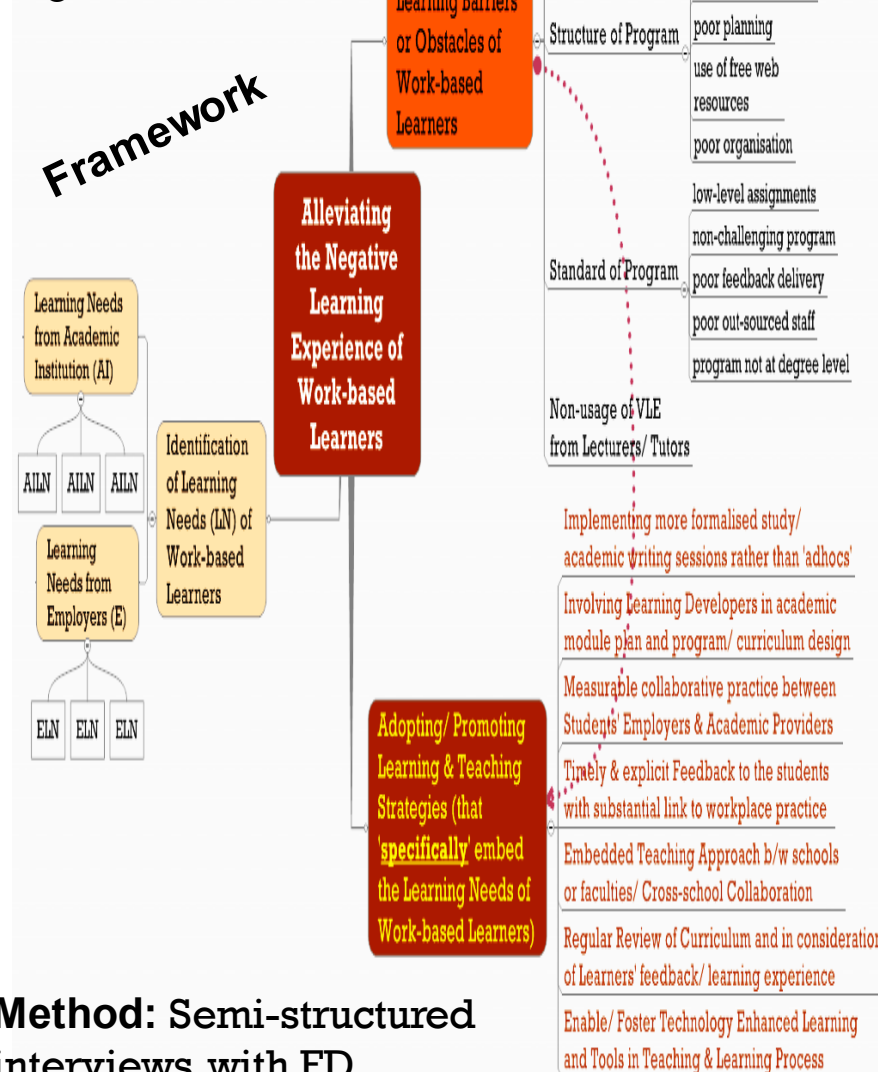 Learning Barriers
or Obstacles of
Work-based
Learners
Structure of Program
poor planning
use of free web
resources
poor organisation
Framework
Alleviating
the Negative
Learning
Experience of
Work-based
Learners
low-level assignments
non-challenging program
Standard of Program
poor feedback delivery
poor out-sourced staff
program not at degree level
Non-usage of VLE
from Lecturers/ Tutors
Learning Needs
from Academic
Institution (AI)
AILN
AILN
AILN
Identification
of Learning
Needs (LN) of
Work-based
Learners
Learning
Needs from
Employers (E)
ELN
ELN
ELN
Adopting/ Promoting
Learning & Teaching
Strategies (that
'specifically' embed
the Learning Needs of
Work-based Learners)
Implementing more formalised study/
academic writing sessions rather than 'adhocs'
Involving Learning Developers in academic
module plan and program/ curriculum design
Measurable collaborative practice between
Students' Employers & Academic Providers
Timely & explicit Feedback to the students
with substantial link to workplace practice
Embedded Teaching Approach b/w schools
or faculties/ Cross-school Collaboration
Regular Review of Curriculum and in consideration
of Learners' feedback/ learning experience
Enable/ Foster Technology Enhanced Learning
and Tools in Teaching & Learning Process
Method: Semi-structured
interviews with FD